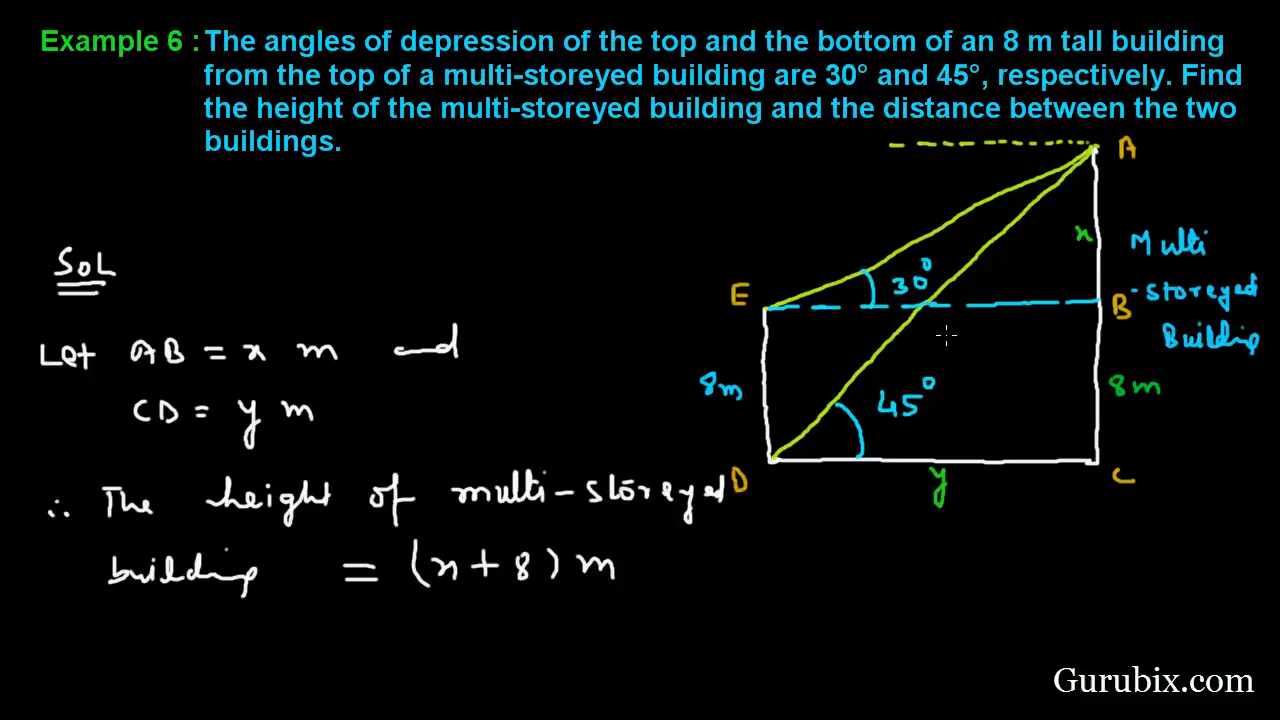 Example 6 : The angles of depression of the top and the bottom of an 8 m tall building
from the top of a multi-storeyed building are 30° and 45°, respectively. Find
the height of the multi-storeyed building and the distance between the two
buildings.
A
SOL
x
Multi
-storeyed
Building
E
30°
B
Let AB = x m and
8m
45°
8m
CD = y m
∴ The height of multi-storeyed
D
y
C
building = (x + 8) m
Gurubix.com